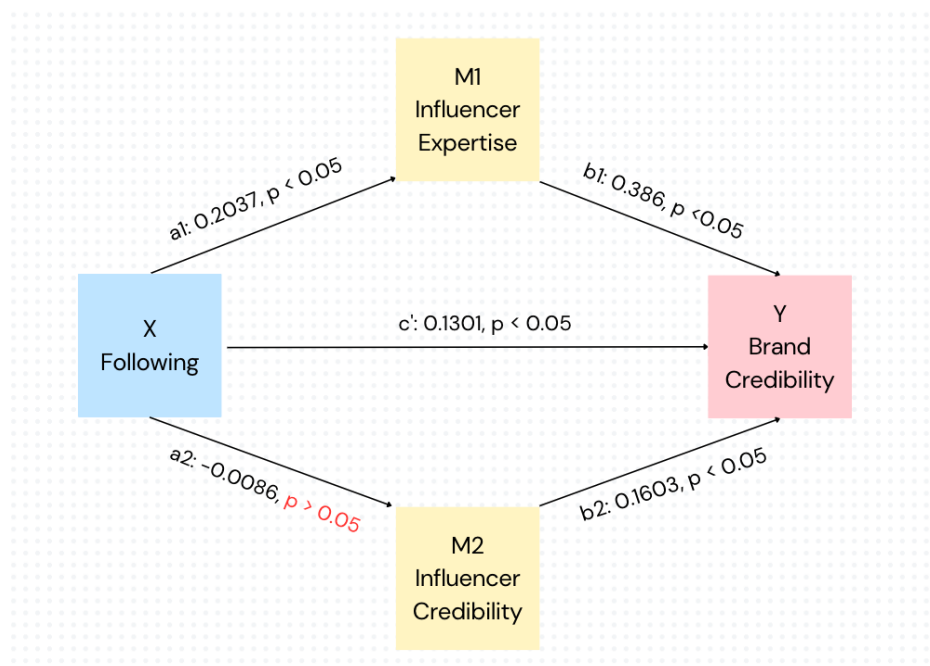 M1
Influencer
Expertise
a1: 0.2037, p < 0.05
b1: 0.386, p <0.05
X
Following
c': 0.1301, p < 0.05
Y
Brand
Credibility
a2: -0.0086, p > 0.05
b2: 0.1603, p < 0.05
M2
Influencer
Credibility